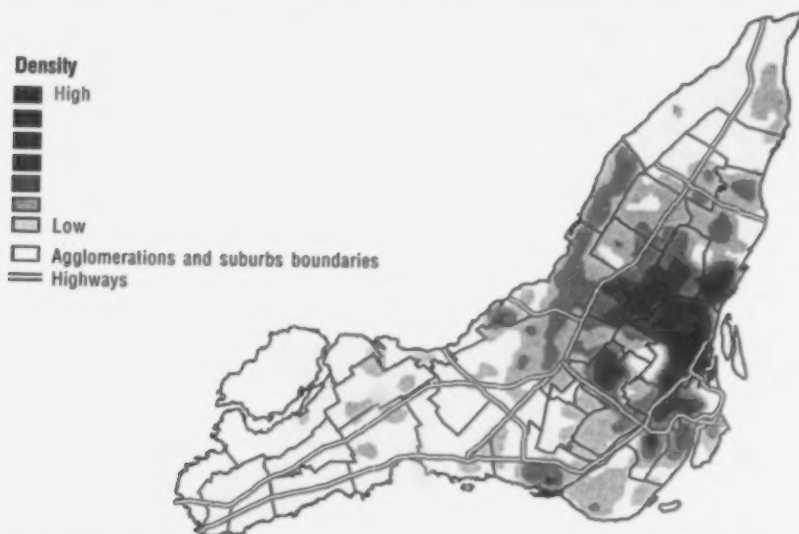 Density
High
Low
Agglomerations and suburbs boundaries
Highways